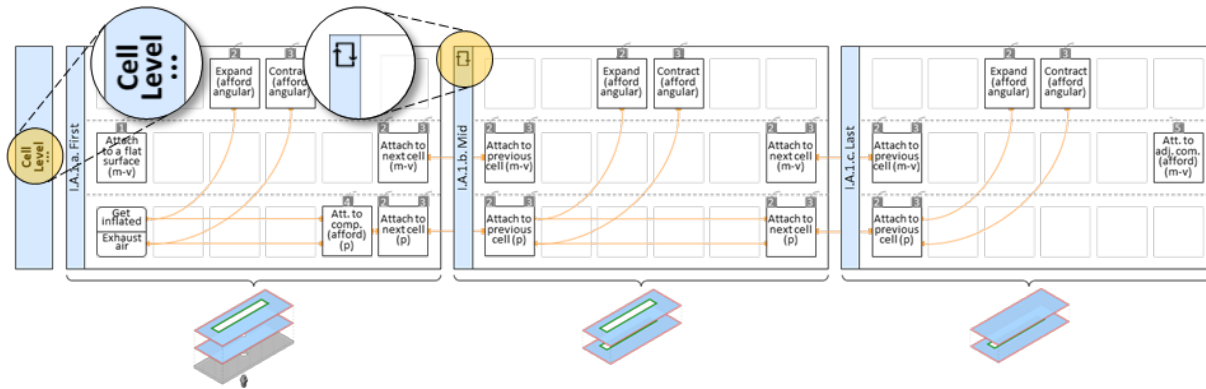 Cell
Level
...
Cell
Level
...
I.A.1.a. First
2
Expand
(afford
angular)
3
Contract
(afford
angular)
1
Attach
to a flat
surface
(m-v)
2 3
Attach to
next cell
(m-v)
Get
inflated
Exhaust
air
4
Att. to
comp.
(afford)
(p)
2 3
Attach to
next cell
(p)
I.A.1.b. Mid
2
Expand
(afford
angular)
3
Contract
(afford
angular)
2 3
Attach to
previous
cell (m-v)
2 3
Attach to
next cell
(m-v)
2 3
Attach to
previous
cell (p)
2 3
Attach to
next cell
(p)
I.A.1.c. Last
2
Expand
(afford
angular)
3
Contract
(afford
angular)
2 3
Attach to
previous
cell (m-v)
5
Att. to
adj. com.
(afford)
(m-v)
2 3
Attach to
previous
cell (p)